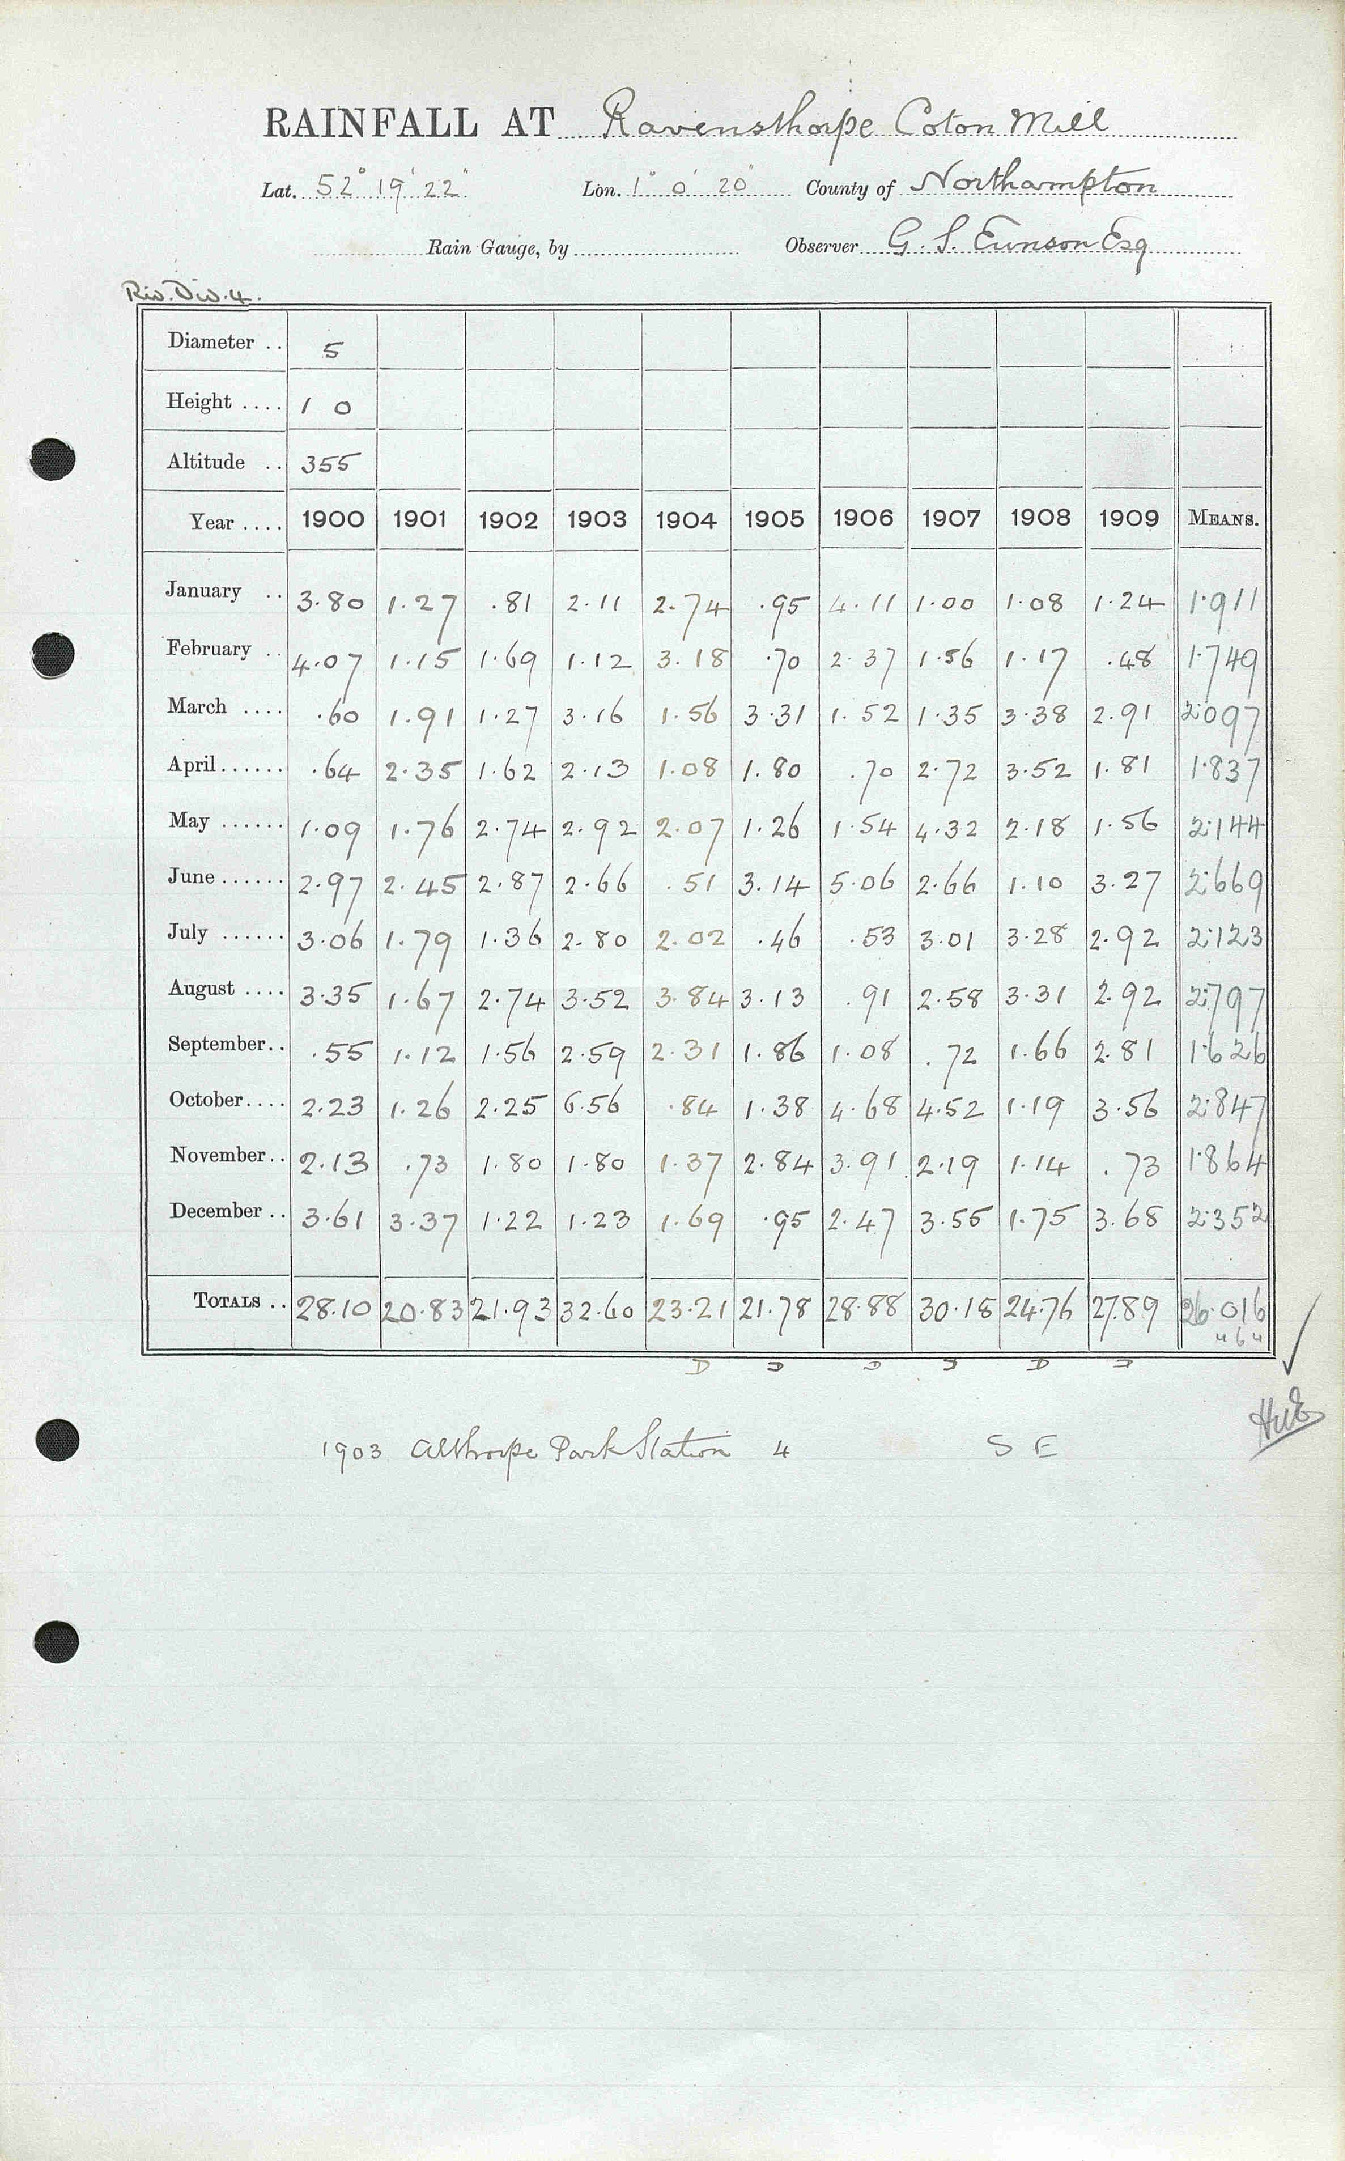 RAINFALL AT Ravensthorpe Coton Mill
Lat. 52° 19' 22" Lon. 1° 0' 20" County of Northampton
Rain Gauge, by Observer G. S. Eunson Esq
Riv. Div. 4.
Diameter .. 5
Height .... 1 0
Altitude .. 355
Year .... 1900 1901 1902 1903 1904 1905 1906 1907 1908 1909 MEANS.
January .. 3.80 1.27 .81 2.11 2.74 .95 4.11 1.00 1.08 1.24 1.911
February .. 4.07 1.15 1.69 1.12 3.18 .70 2.37 1.56 1.17 .48 1.749
March .... .60 1.91 1.27 3.16 1.56 3.31 1.52 1.35 3.38 2.91 2.097
April...... .64 2.35 1.62 2.13 1.08 1.80 .70 2.72 3.52 1.81 1.837
May ...... 1.09 1.76 2.74 2.92 2.07 1.26 1.54 4.32 2.18 1.56 2.144
June ...... 2.97 2.45 2.87 2.66 .51 3.14 5.06 2.66 1.10 3.27 2.669
July ...... 3.06 1.79 1.36 2.80 2.02 .46 .53 3.01 3.28 2.92 2.123
August .... 3.35 1.67 2.74 3.52 3.84 3.13 .91 2.58 3.31 2.92 2.797
September.. .55 1.12 1.56 2.59 2.31 1.86 1.08 .72 1.66 2.81 1.626
October.... 2.23 1.26 2.25 6.56 .84 1.38 4.68 4.52 1.19 3.56 2.847
November.. 2.13 .73 1.80 1.80 1.37 2.84 3.91 2.19 1.14 .73 1.864
December .. 3.61 3.37 1.22 1.23 1.69 .95 2.47 3.55 1.75 3.68 2.352
TOTALS .. 28.10 20.83 21.93 32.60 23.21 21.78 28.88 30.18 24.76 27.89 26.016
D D D D D D
1903 Althorpe Park Station 4 S E